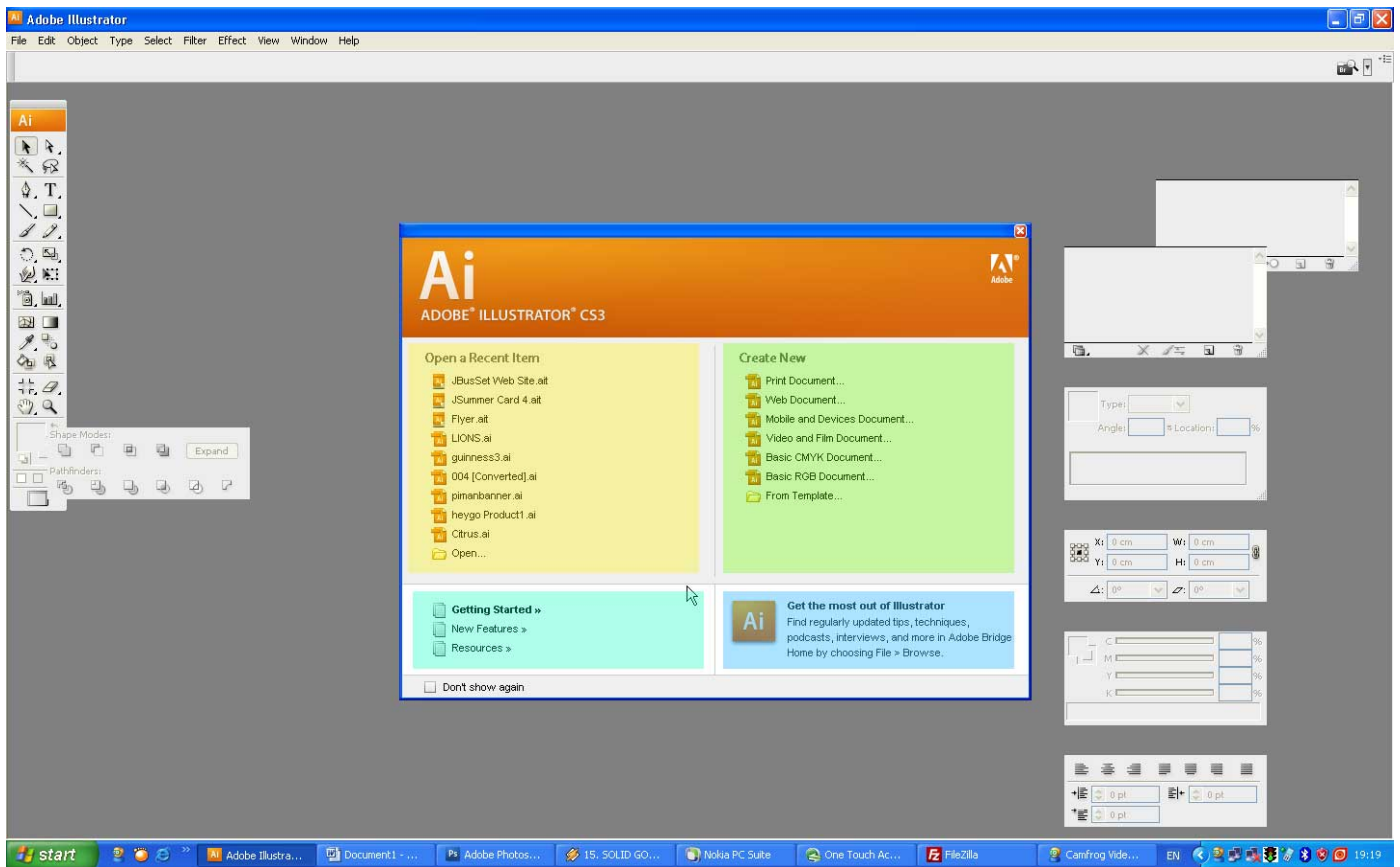 Ai Adobe Illustrator
File Edit Object Type Select Filter Effect View Window Help
Br
Ai
T
Shape Modes:
Expand
Pathfinders:
Ai
ADOBE® ILLUSTRATOR® CS3
Adobe
Open a Recent Item
JBusSet Web Site.ait
JSummer Card 4.ait
Flyer.ait
LIONS.ai
guinness3.ai
004 [Converted].ai
pimanbanner.ai
heygo Product1.ai
Citrus.ai
Open...
Create New
Print Document...
Web Document...
Mobile and Devices Document...
Video and Film Document...
Basic CMYK Document...
Basic RGB Document...
From Template...
Getting Started »
New Features »
Resources »
Ai
Get the most out of Illustrator
Find regularly updated tips, techniques,
podcasts, interviews, and more in Adobe Bridge
Home by choosing File > Browse.
Don't show again
Type:
Angle: Location: %
X: 0 cm W: 0 cm
Y: 0 cm H: 0 cm
0° 0°
C %
M %
Y %
K %
0 pt 0 pt
0 pt
start Ai Adobe Illustra... Document1 - ... Ps Adobe Photos... 15. SOLID GO... Nokia PC Suite One Touch Ac... Fz FileZilla Camfrog Vide... EN 19:19